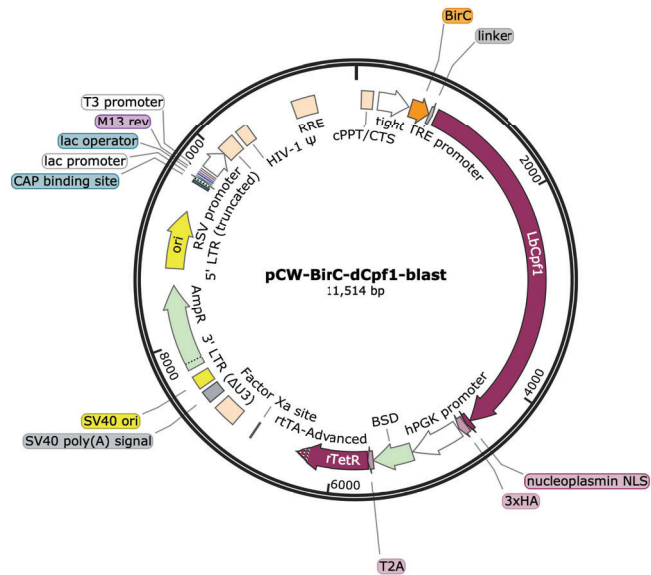 BirC
linker
T3 promoter
M13 rev
lac operator
lac promoter
CAP binding site
000
RSV promoter
5' LTR (truncated)
HIV-1 Ψ
RRE
cPPT/CTS
tight TRE promoter
2000
LbCpf1
ori
pCW-BirC-dCpf1-blast
11,514 bp
AmpR
3' LTR (ΔU3)
8000
Factor Xa site
SV40 ori
SV40 poly(A) signal
rtTA-Advanced
rTetR
BSD
hPGK promoter
4000
6000
nucleoplasmin NLS
3xHA
T2A